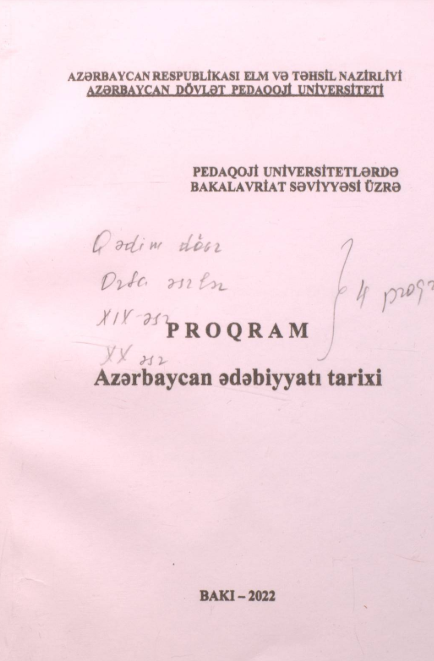 AZƏRBAYCAN RESPUBLİKASI ELM VƏ TƏHSİL NAZİRLİYİ
AZƏRBAYCAN DÖVLƏT PEDAQOJİ UNİVERSİTETİ
PEDAQOJİ UNİVERSİTETLƏRDƏ
BAKALAVRİAT SƏVİYYƏSİ ÜZRƏ
Qədim dövr
Orta əsrlər
XIX əsr
XX əsr
4 proqr
PROQRAM
Azərbaycan ədəbiyyatı tarixi
BAKI – 2022